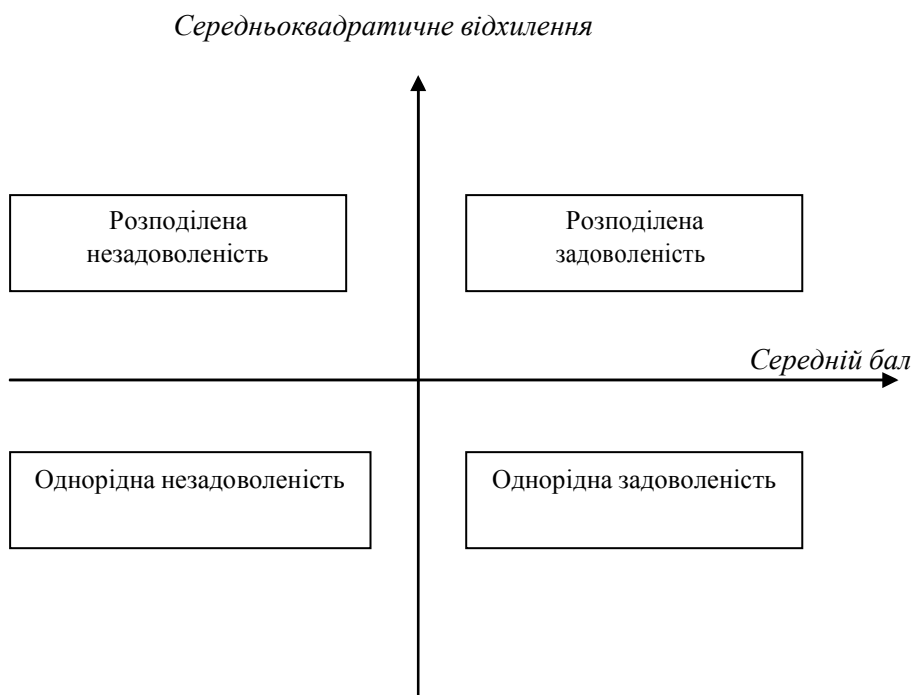 Середньоквадратичне відхилення
Розподілена
незадоволеність
Розподілена
задоволеність
Середній бал
Однорідна незадоволеність
Однорідна задоволеність